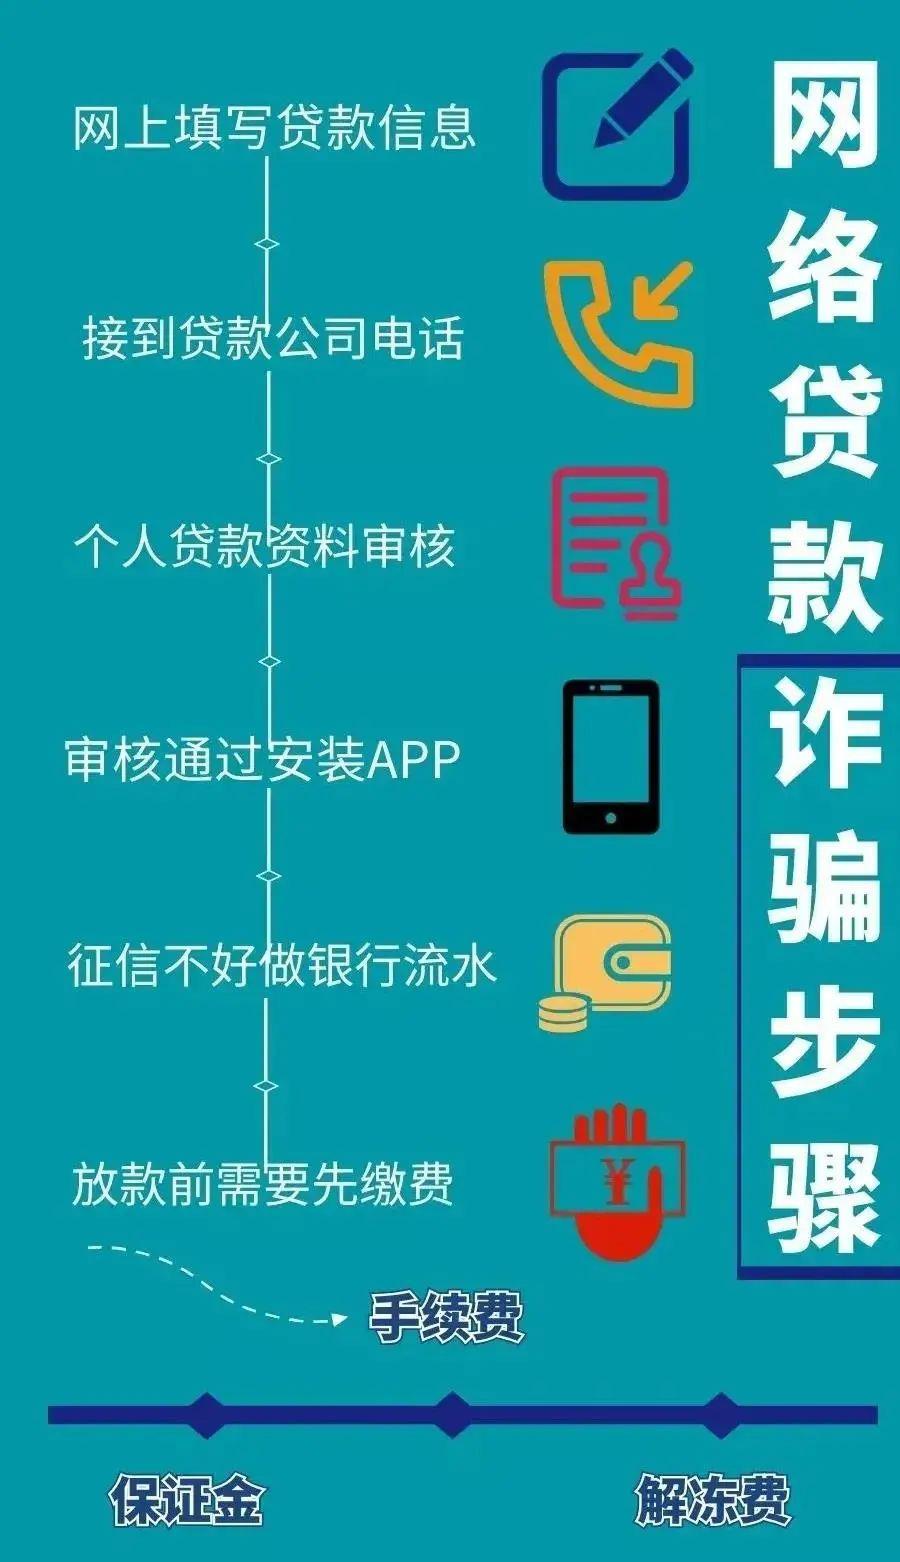 网络贷款诈骗步骤
网上填写贷款信息
接到贷款公司电话
个人贷款资料审核
审核通过安装APP
征信不好做银行流水
放款前需要先缴费
¥
手续费
保证金
解冻费